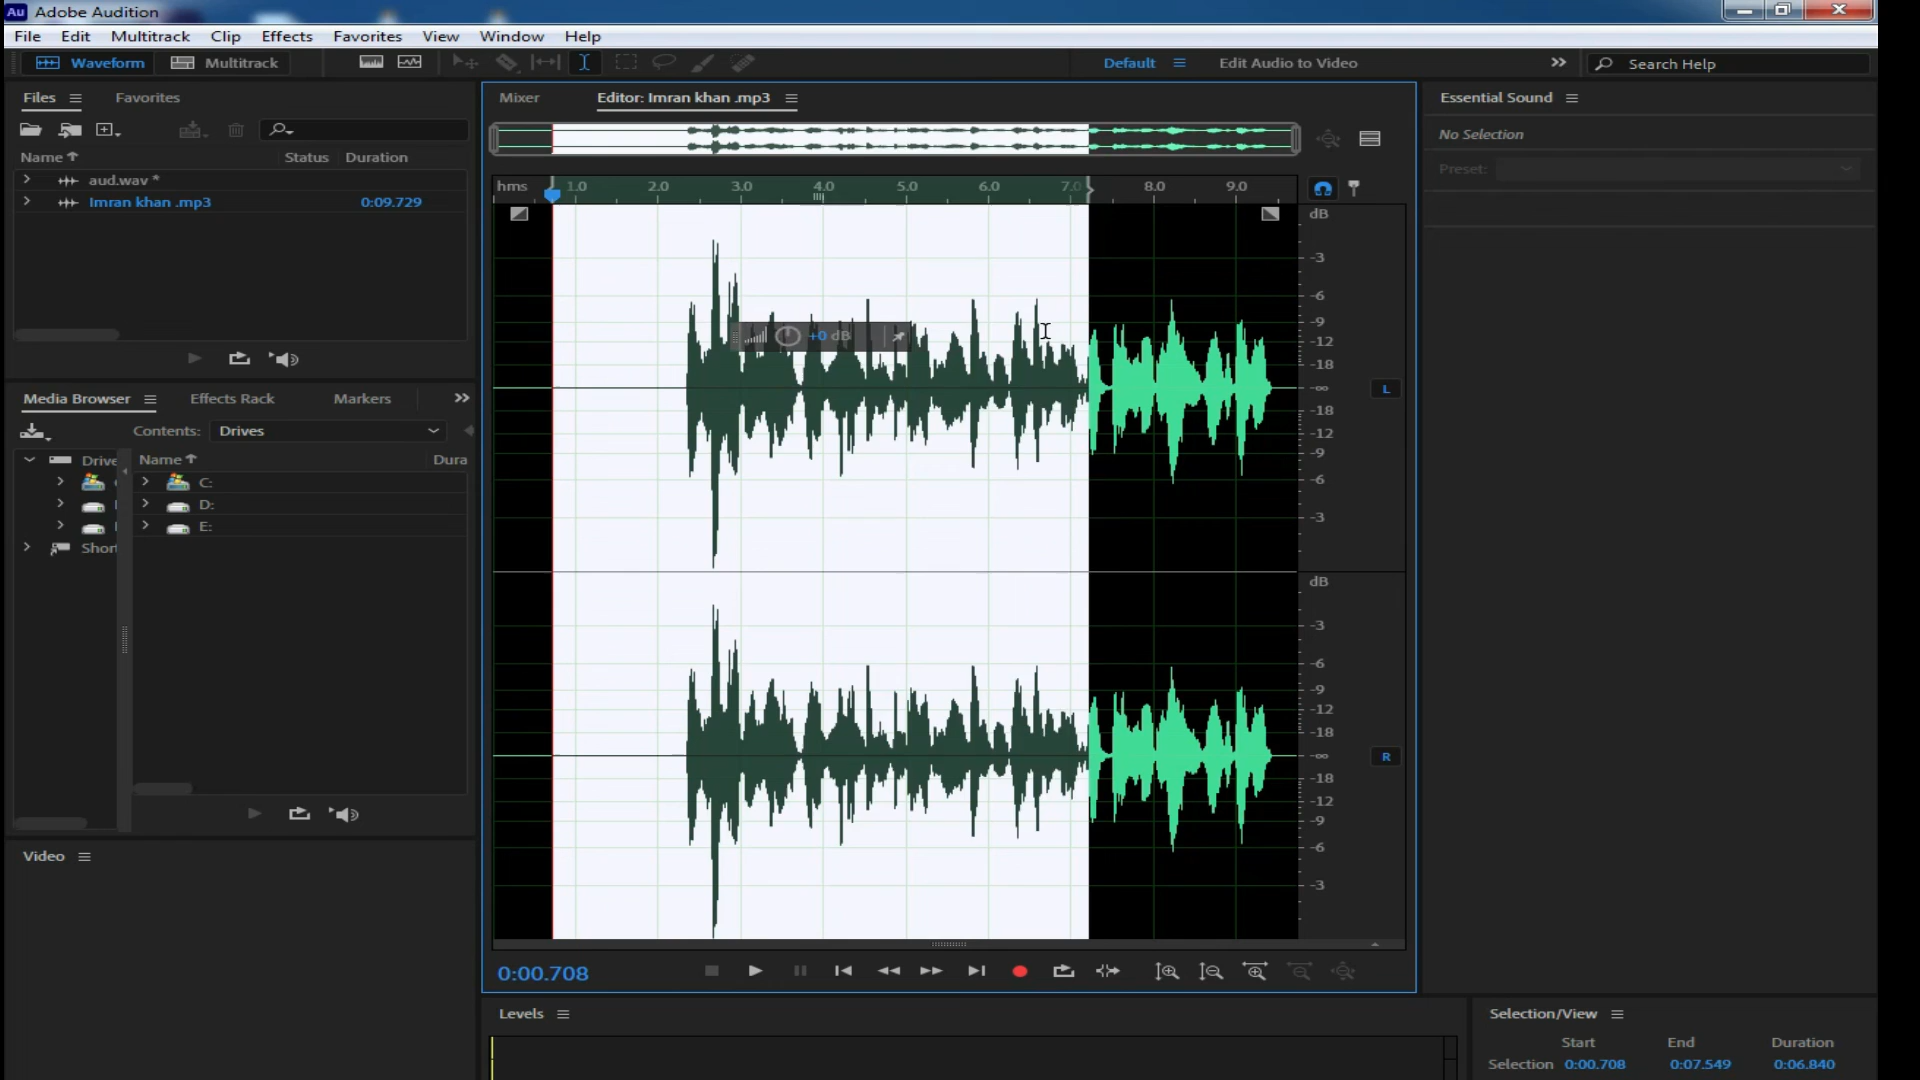 Au Adobe Audition
File Edit Multitrack Clip Effects Favorites View Window Help
Waveform Multitrack Default Edit Audio to Video Search Help
Files Favorites
Name Status Duration
aud.wav *
Imran khan .mp3 0:09.729
Media Browser Effects Rack Markers
Contents: Drives
Drive Name Dura
C:
D:
E:
Short
Video
Mixer Editor: Imran khan .mp3
hms 1.0 2.0 3.0 4.0 5.0 6.0 7.0 8.0 9.0
dB
-3
-6
-9
-12
-18
-∞
-18
-12
-9
-6
-3
+0 dB
L
dB
-3
-6
-9
-12
-18
-∞
-18
-12
-9
-6
-3
R
0:00.708
Levels
Essential Sound
No Selection
Preset:
Selection/View
Start End Duration
Selection 0:00.708 0:07.549 0:06.840